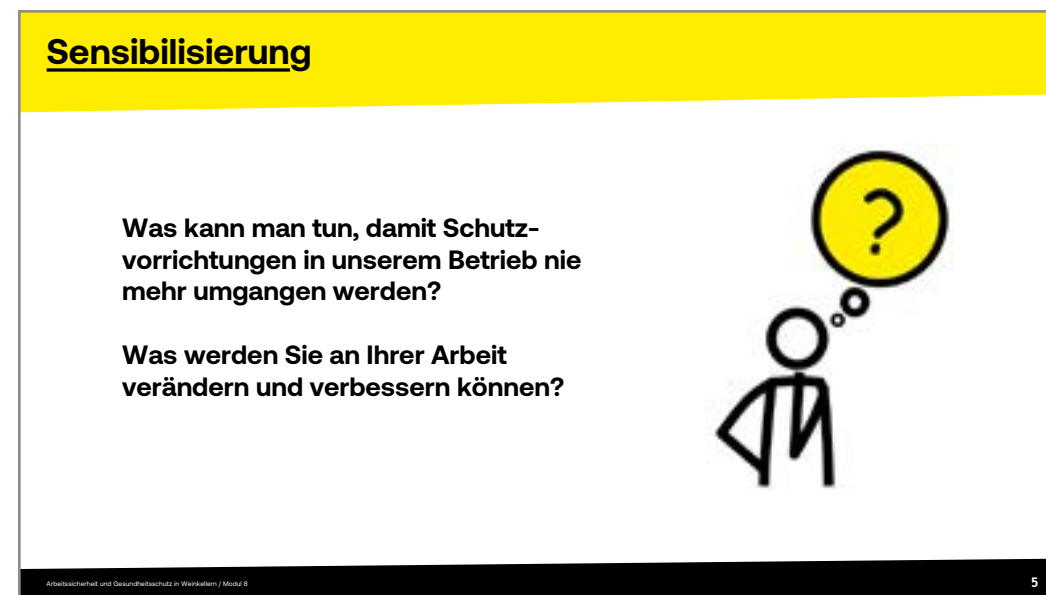 Sensibilisierung
?
Was kann man tun, damit Schutz-
vorrichtungen in unserem Betrieb nie
mehr umgangen werden?
Was werden Sie an Ihrer Arbeit
verändern und verbessern können?
Arbeitssicherheit und Gesundheitsschutz in Weinkellern / Modul 8
5